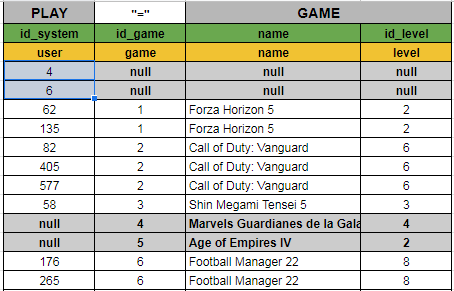 PLAY "=" GAME
id_system id_game name id_level
user game name level
4 null null null
6 null null null
62 1 Forza Horizon 5 2
135 1 Forza Horizon 5 2
82 2 Call of Duty: Vanguard 6
405 2 Call of Duty: Vanguard 6
577 2 Call of Duty: Vanguard 6
58 3 Shin Megami Tensei 5 3
null 4 Marvels Guardianes de la Gala 4
null 5 Age of Empires IV 2
176 6 Football Manager 22 8
265 6 Football Manager 22 8